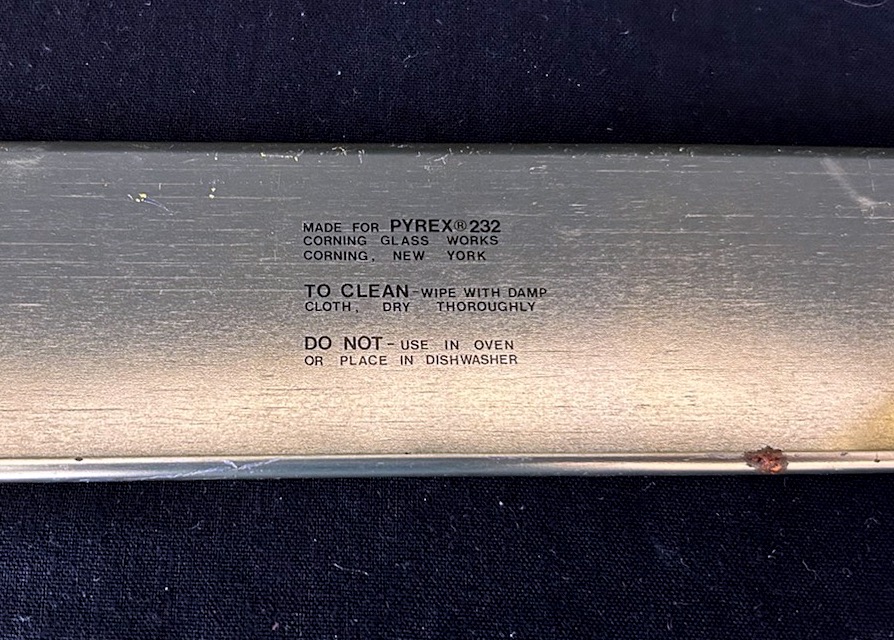 MADE FOR PYREX® 232
CORNING GLASS WORKS
CORNING, NEW YORK
TO CLEAN-WIPE WITH DAMP
CLOTH, DRY THOROUGHLY
DO NOT-USE IN OVEN
OR PLACE IN DISHWASHER